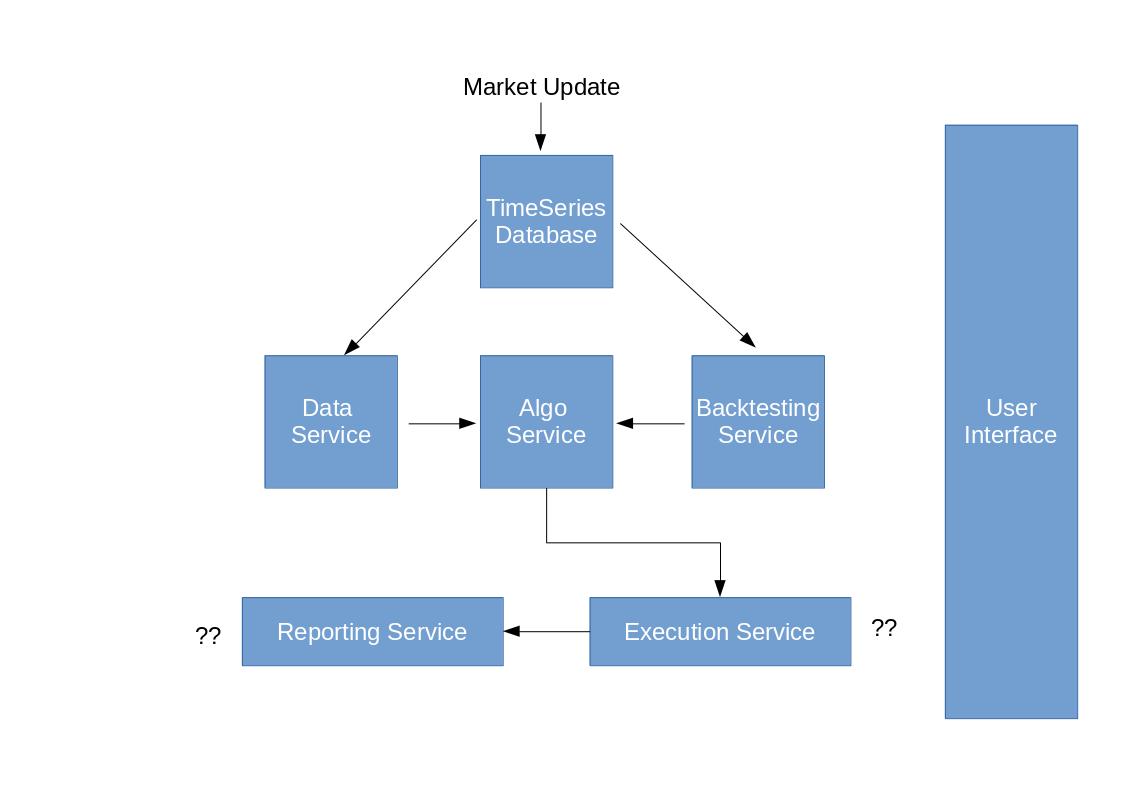 Market Update
TimeSeries
Database
Data
Service
Algo
Service
Backtesting
Service
User
Interface
??
Reporting Service
Execution Service
??